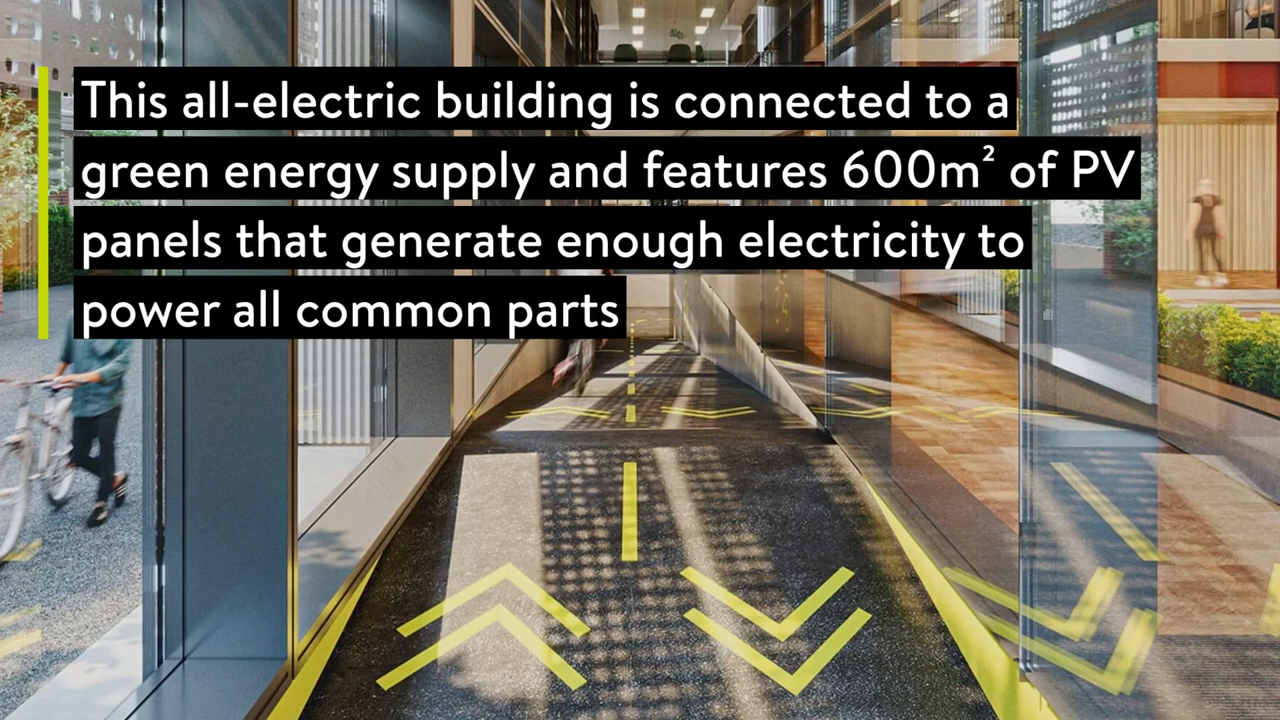 This all-electric building is connected to a
green energy supply and features 600m² of PV
panels that generate enough electricity to
power all common parts